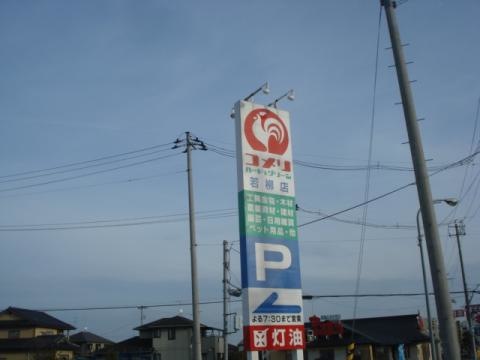 コメリ
ハード&グリーン
若柳店
工具金物・木材
農業資材・建材
園芸・日用雑貨
ペット用品・他
P
よる7:30まで営業
灯油